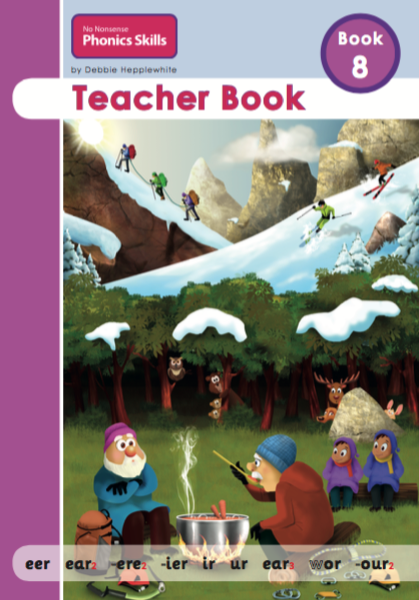 No Nonsense
Phonics Skills
by Debbie Hepplewhite
Book
8
Teacher Book
eer ear2 -ere2 -ier ir ur ear3 wor -our2